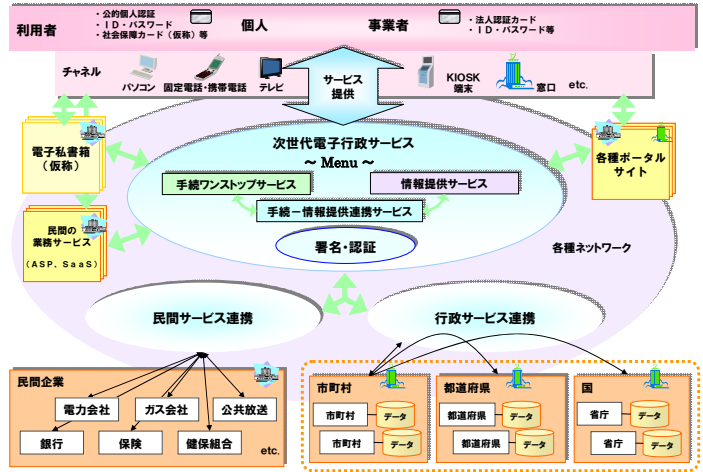 利用者
・公的個人認証
・ＩＤ・パスワード
・社会保障カード（仮称）等
個人
事業者
・法人認証カード
・ＩＤ・パスワード等
チャネル
パソコン
固定電話・携帯電話
テレビ
サービス
提供
KIOSK
端末
窓口
etc.
電子私書箱
（仮称）
次世代電子行政サービス
～ Menu ～
各種ポータル
サイト
手続ワンストップサービス
情報提供サービス
手続－情報提供連携サービス
民間の
業務サービス
（ＡＳＰ、ＳａａＳ）
署名・認証
各種ネットワーク
民間サービス連携
行政サービス連携
民間企業
電力会社
ガス会社
公共放送
銀行
保険
健保組合
etc.
市町村
市町村
データ
市町村
データ
都道府県
都道府県
データ
都道府県
データ
国
省庁
データ
省庁
データ